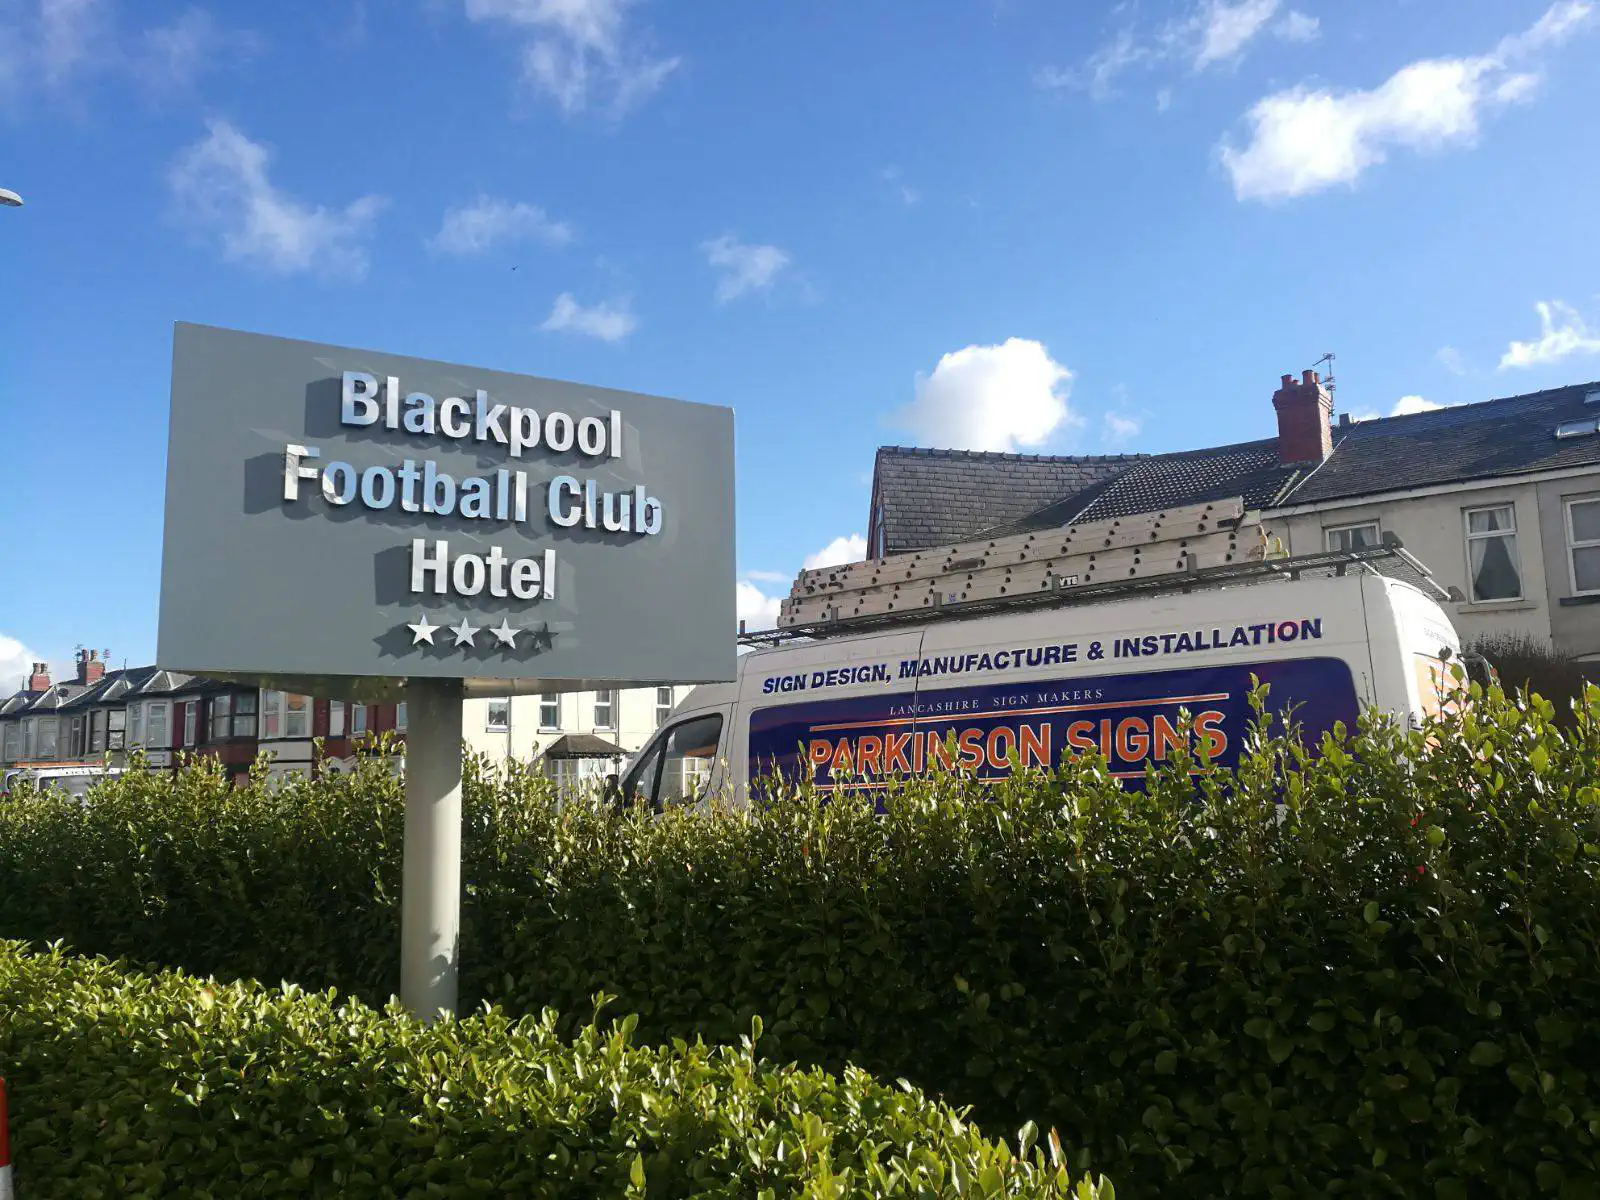 Blackpool
Football Club
Hotel
SIGN DESIGN, MANUFACTURE & INSTALLATION
LANCASHIRE SIGN MAKERS
PARKINSON SIGNS